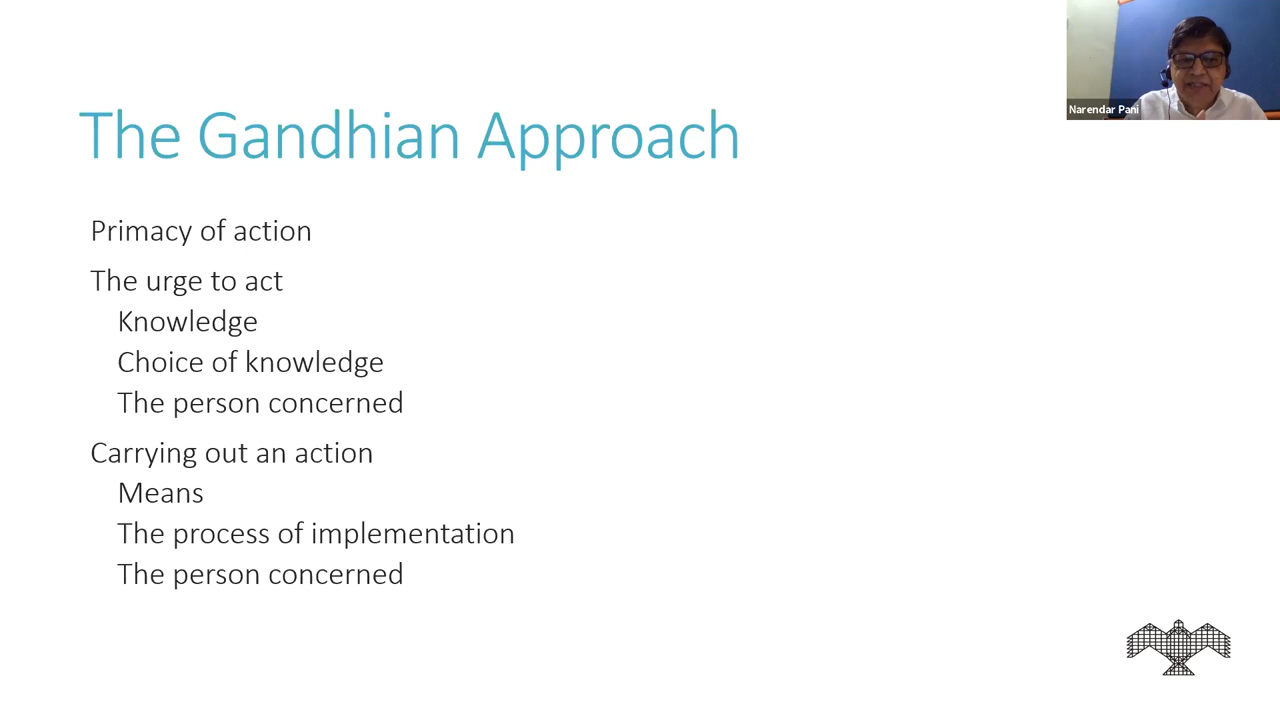 Narendar Pani
The Gandhian Approach
Primacy of action
The urge to act
Knowledge
Choice of knowledge
The person concerned
Carrying out an action
Means
The process of implementation
The person concerned